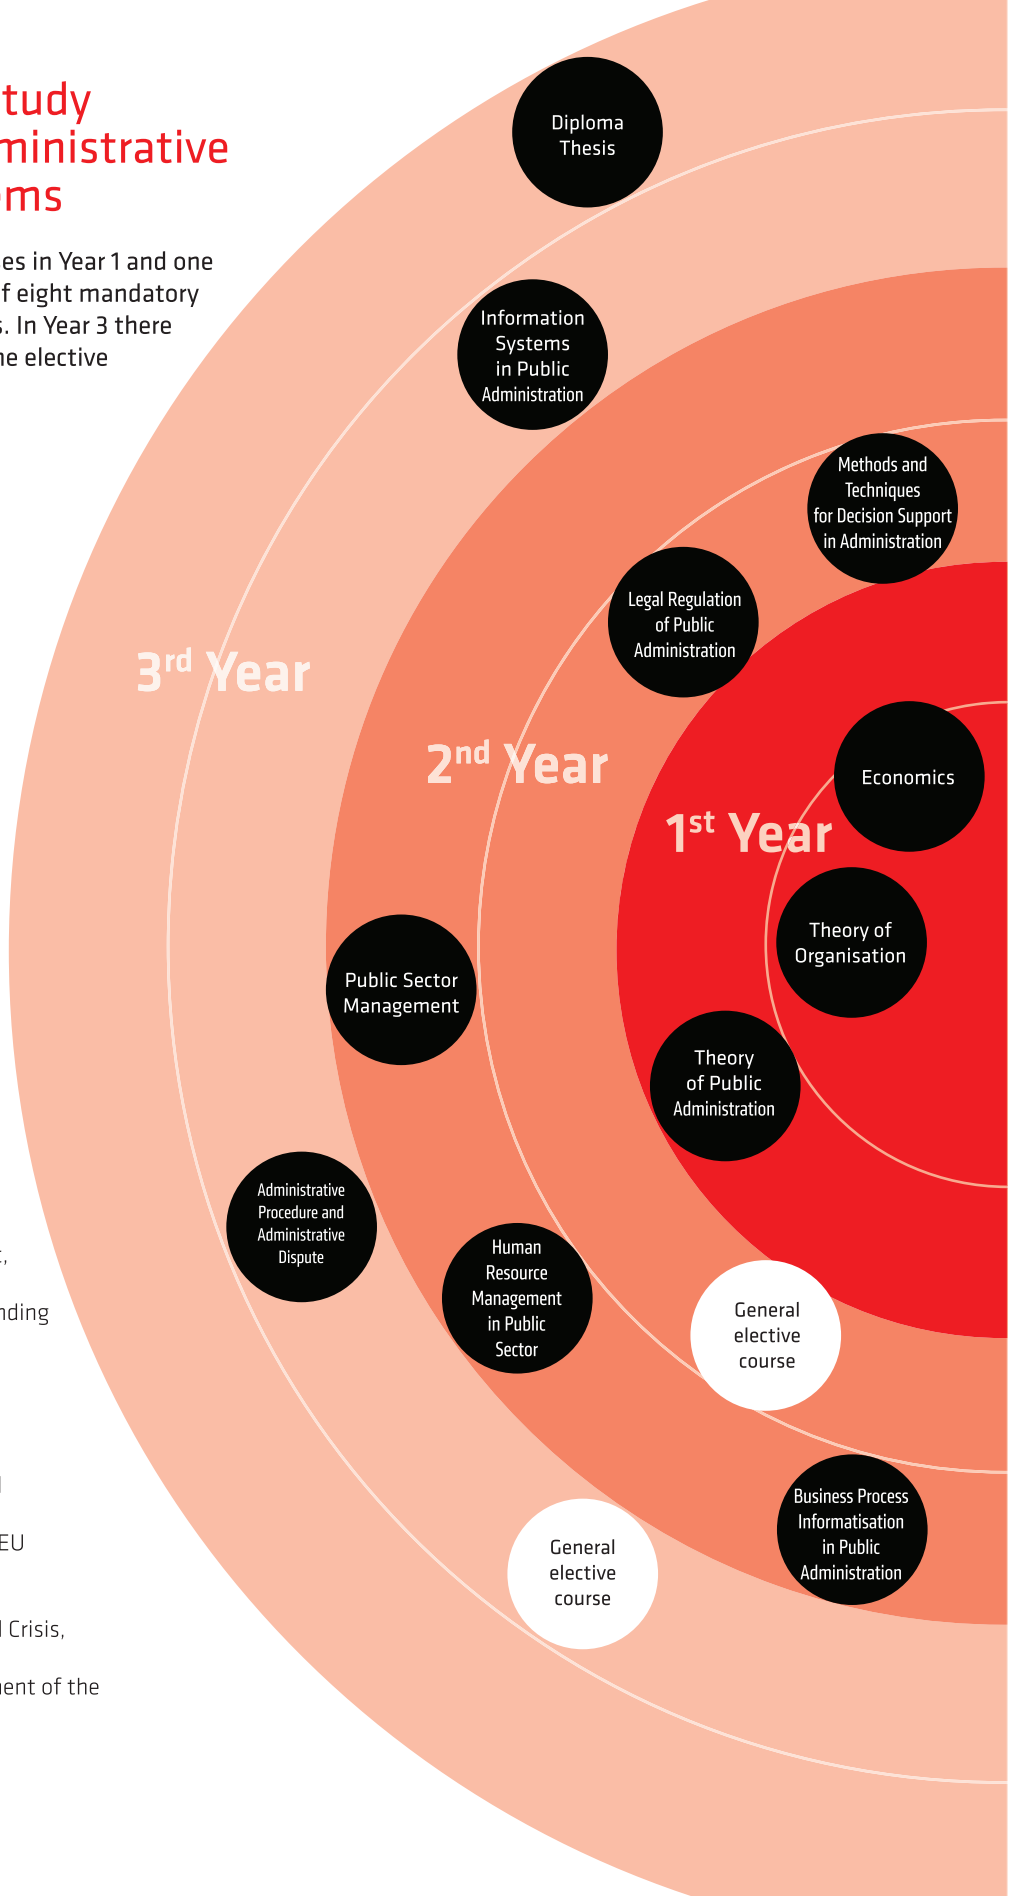 tudy
ministrative
ms
es in Year 1 and one
f eight mandatory
s. In Year 3 there
ne elective
Diploma
Thesis
Information
Systems
in Public
Administration
Methods and
Techniques
for Decision Support
in Administration
Legal Regulation
of Public
Administration
3rd Year
2nd Year
1st Year
Economics
Theory of
Organisation
Public Sector
Management
Theory
of Public
Administration
Administrative
Procedure and
Administrative
Dispute
Human
Resource
Management
in Public
Sector
General
elective
course
Business Process
Informatisation
in Public
Administration
General
elective
course
nding
EU
Crisis,
ent of the